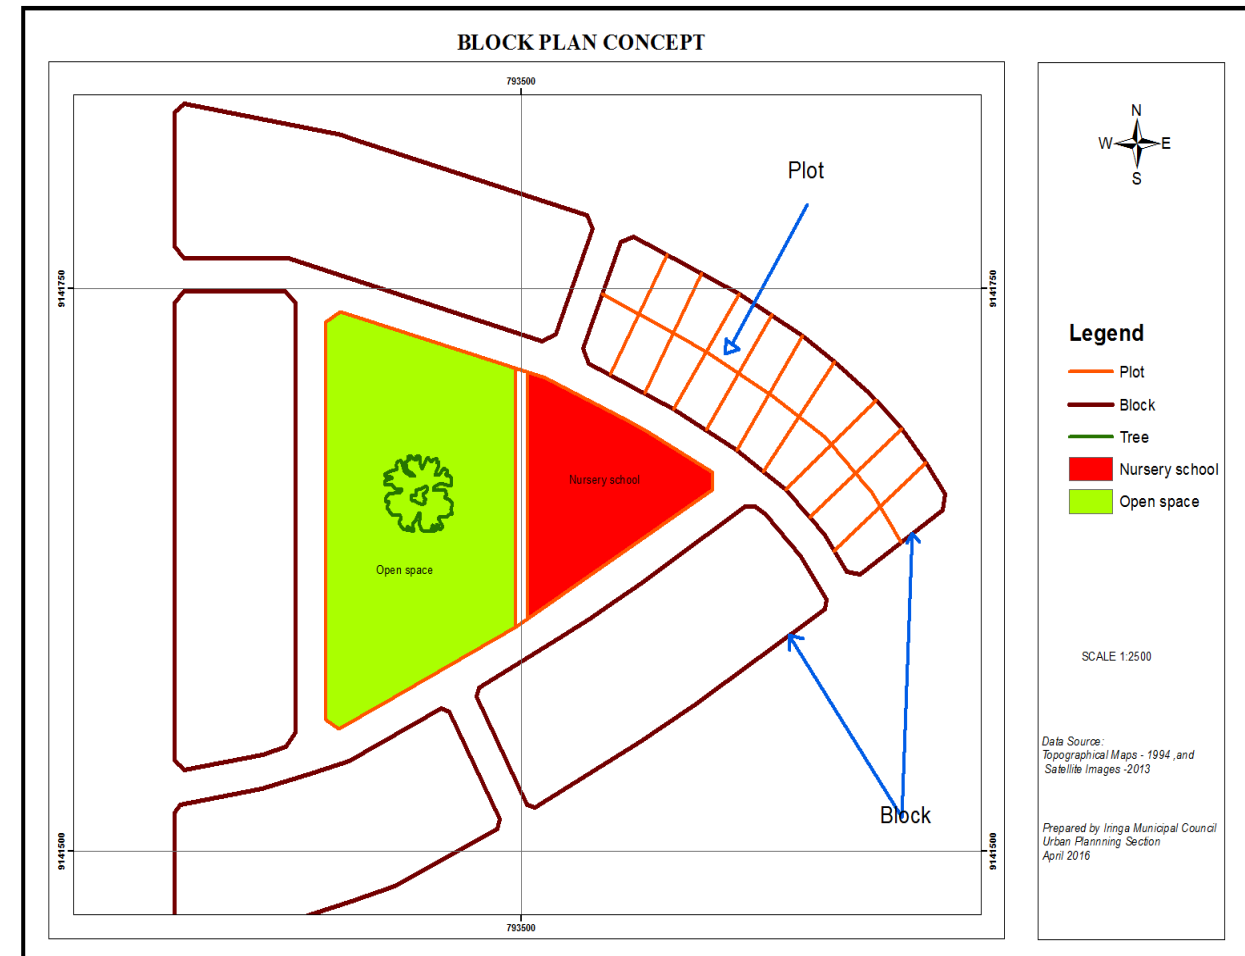 BLOCK PLAN CONCEPT
793500
N
W E
S
Plot
9141750
9141750
Legend
Plot
Block
Tree
Nursery school
Open space
Nursery school
Open space
SCALE 1:2500
Data Source:
Topographical Maps - 1994 ,and
Satellite Images -2013
Block
Prepared by Iringa Municipal Council
Urban Plannning Section
April 2016
9141500
9141500
793500